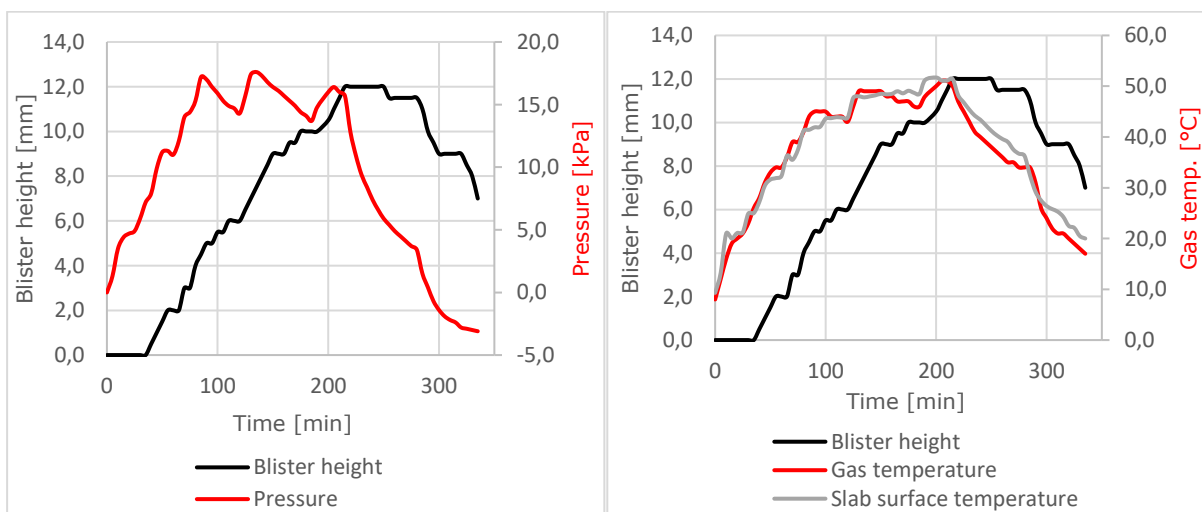 14,0
12,0
10,0
8,0
6,0
4,0
2,0
0,0
Blister height [mm]
20,0
15,0
10,0
5,0
0,0
-5,0
Pressure [kPa]
0 100 200 300
Time [min]
Blister height
Pressure
14,0
12,0
10,0
8,0
6,0
4,0
2,0
0,0
Blister height [mm]
60,0
50,0
40,0
30,0
20,0
10,0
0,0
Gas temp. [°C]
0 100 200 300
Time [min]
Blister height
Gas temperature
Slab surface temperature